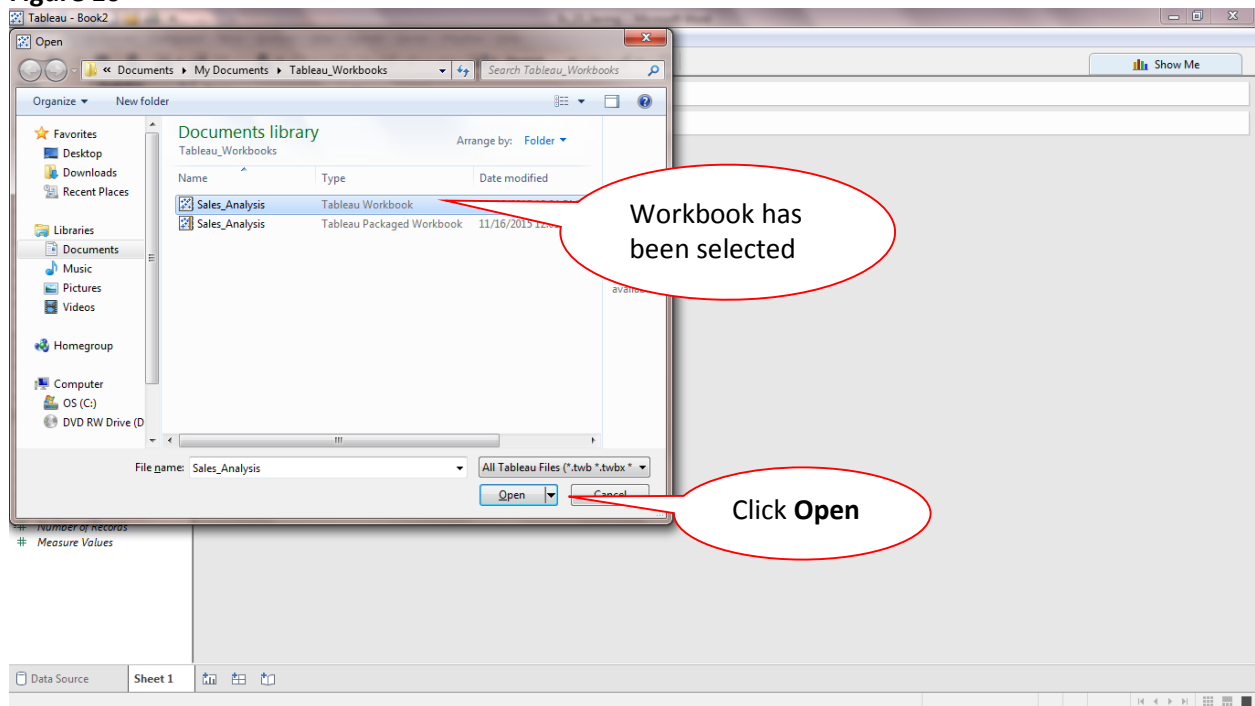 Tableau - Book2
Open
« Documents ▸ My Documents ▸ Tableau_Workbooks
Search Tableau_Workbooks
Show Me
Organize ▾ New folder
Favorites
Desktop
Downloads
Recent Places
Libraries
Documents
Music
Pictures
Videos
Homegroup
Computer
OS (C:)
DVD RW Drive (D
Documents library
Tableau_Workbooks
Arrange by: Folder ▾
Name Type Date modified
Sales_Analysis Tableau Workbook
Sales_Analysis Tableau Packaged Workbook 11/16/2015
Workbook has
been selected
File name: Sales_Analysis
All Tableau Files (*.twb *.twbx *
Open Cancel
Click Open
Number of Records
# Measure Values
Data Source Sheet 1